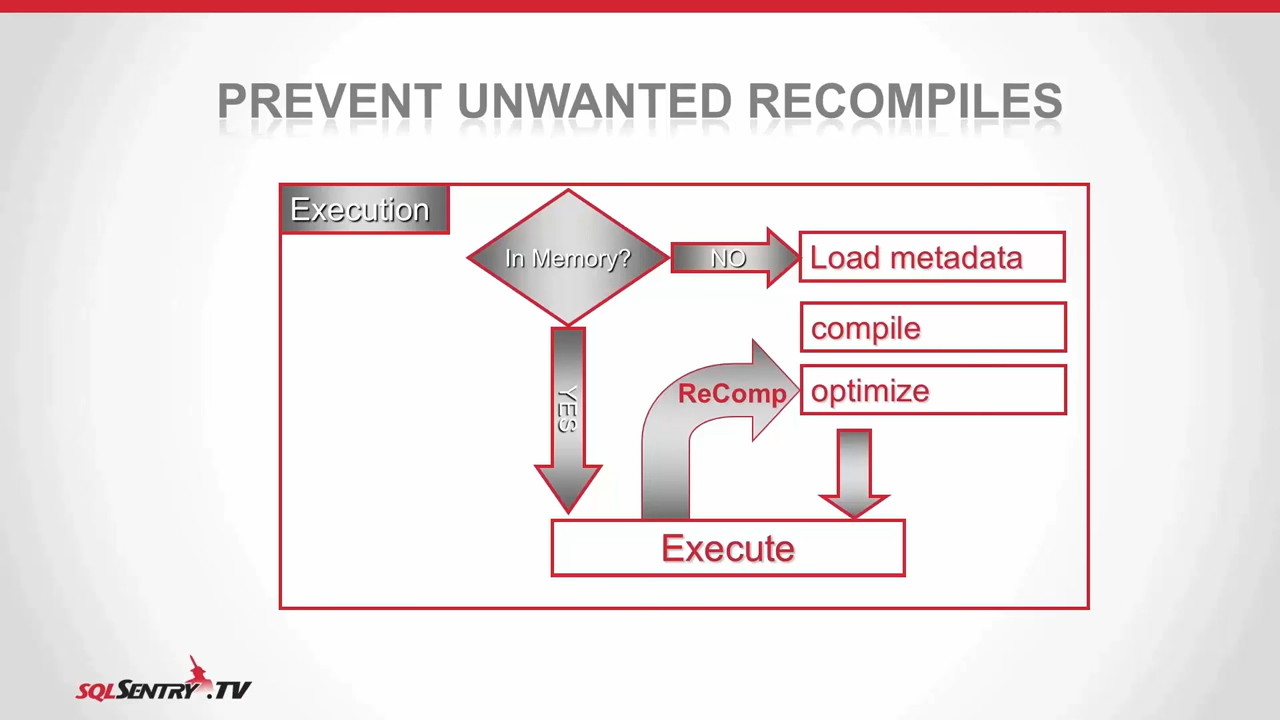 PREVENT UNWANTED RECOMPILES
Execution
In Memory?
NO
Load metadata
compile
ReComp
optimize
YES
Execute
SQLSENTRY.TV